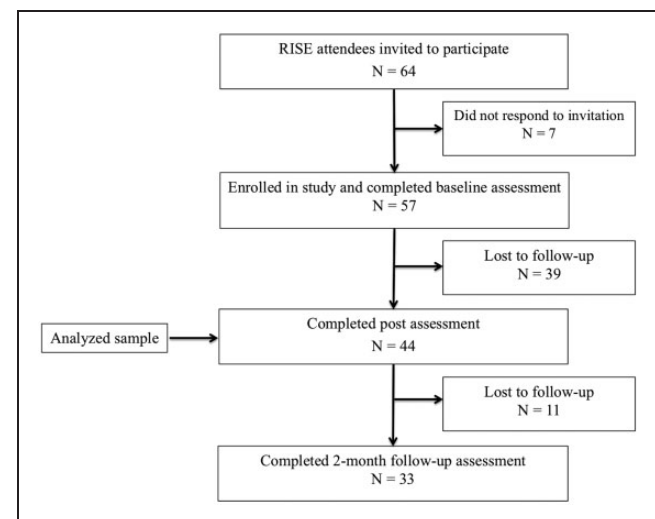 RISE attendees invited to participate
N = 64
Did not respond to invitation
N = 7
Enrolled in study and completed baseline assessment
N = 57
Lost to follow-up
N = 39
Completed post assessment
Analyzed sample
N = 44
Lost to follow-up
N = 11
Completed 2-month follow-up assessment
N = 33